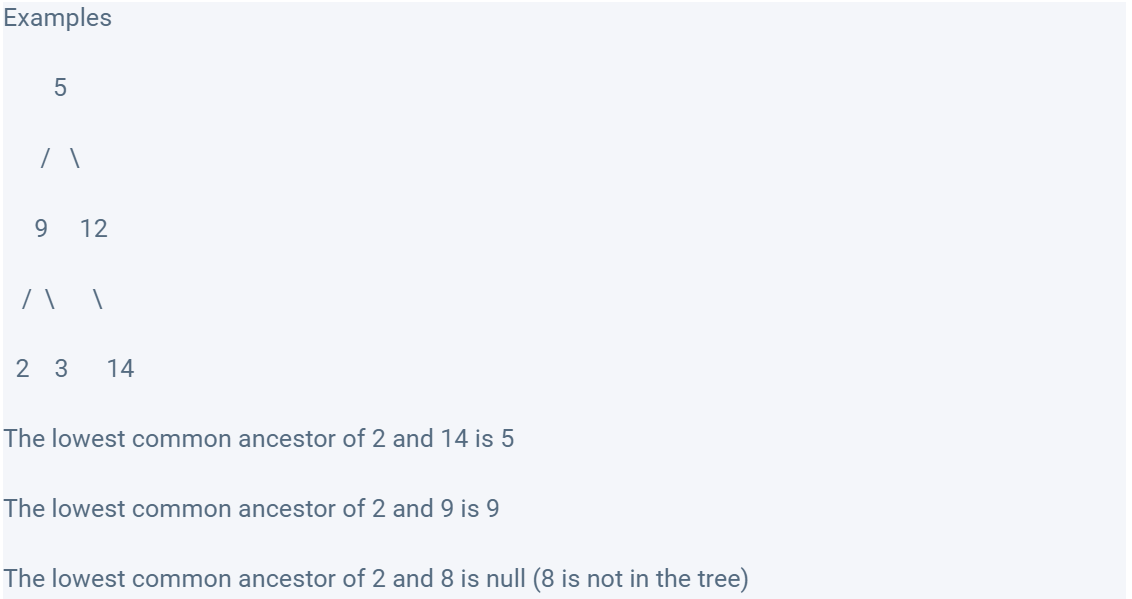 Examples
5
/ \
9 12
/ \ \
2 3 14
The lowest common ancestor of 2 and 14 is 5
The lowest common ancestor of 2 and 9 is 9
The lowest common ancestor of 2 and 8 is null (8 is not in the tree)